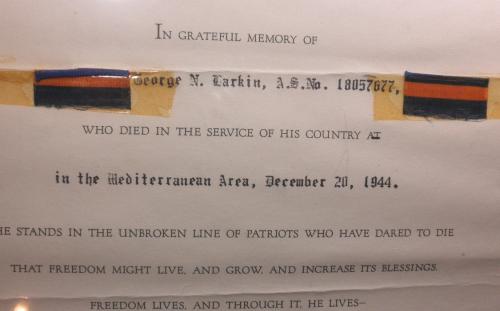 IN GRATEFUL MEMORY OF
George N. Larkin, A.S.No. 18057677,
WHO DIED IN THE SERVICE OF HIS COUNTRY AT
in the Mediterranean Area, December 20, 1944.
HE STANDS IN THE UNBROKEN LINE OF PATRIOTS WHO HAVE DARED TO DIE
THAT FREEDOM MIGHT LIVE, AND GROW, AND INCREASE ITS BLESSINGS.
FREEDOM LIVES, AND THROUGH IT, HE LIVES—